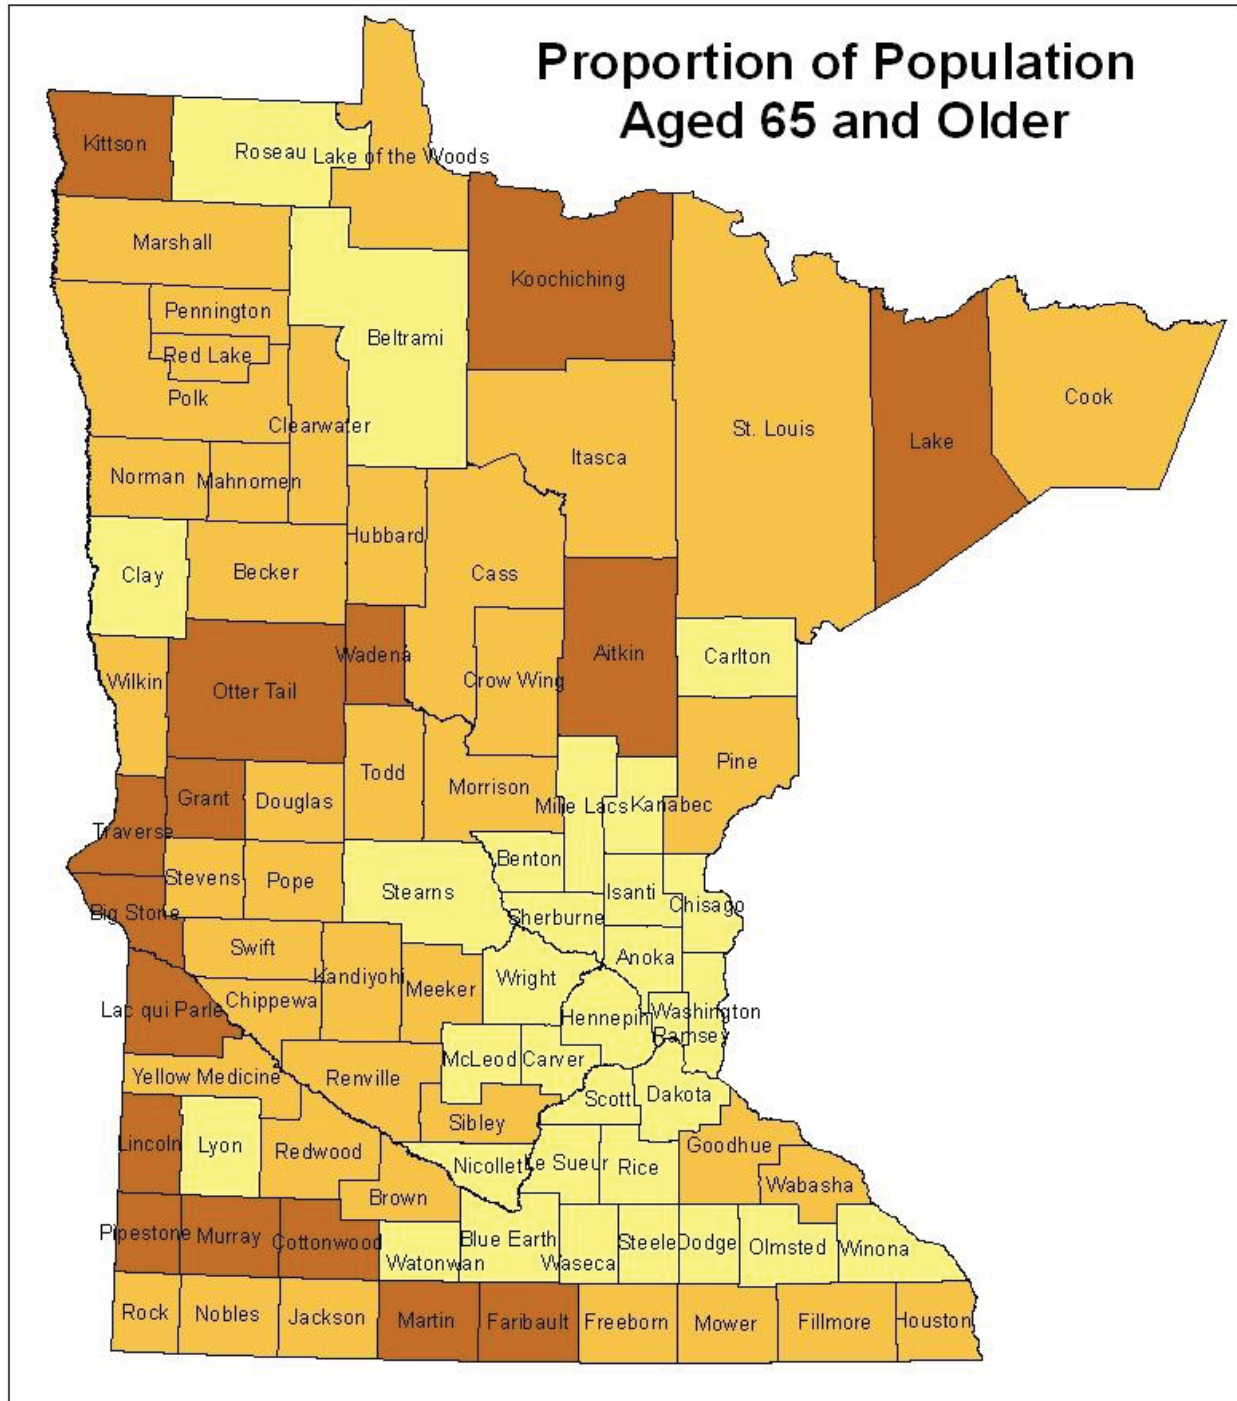 Proportion of Population
Aged 65 and Older
Kittson
Roseau
Lake of the Woods
Marshall
Koochiching
Pennington
Beltrami
Red Lake
Polk
Clearwater
Cook
St. Louis
Lake
Itasca
Norman
Mahnomen
Hubbard
Clay
Becker
Cass
Wadena
Aitkin
Carlton
Wilkin
Otter Tail
Crow Wing
Pine
Todd
Morrison
Grant
Douglas
Mille Lacs
Kanabec
Traverse
Benton
Stevens
Pope
Stearns
Isanti
Chisago
Big Stone
Sherburne
Swift
Anoka
Kandiyohi
Meeker
Wright
Chippewa
Lac qui Parle
Hennepin
Washington
Ramsey
McLeod
Carver
Yellow Medicine
Renville
Dakota
Scott
Sibley
Lincoln
Lyon
Redwood
Goodhue
Nicollet
Le Sueur
Rice
Wabasha
Brown
Pipestone
Murray
Cottonwood
Blue Earth
Steele
Dodge
Olmsted
Winona
Watonwan
Waseca
Rock
Nobles
Jackson
Martin
Faribault
Freeborn
Mower
Fillmore
Houston